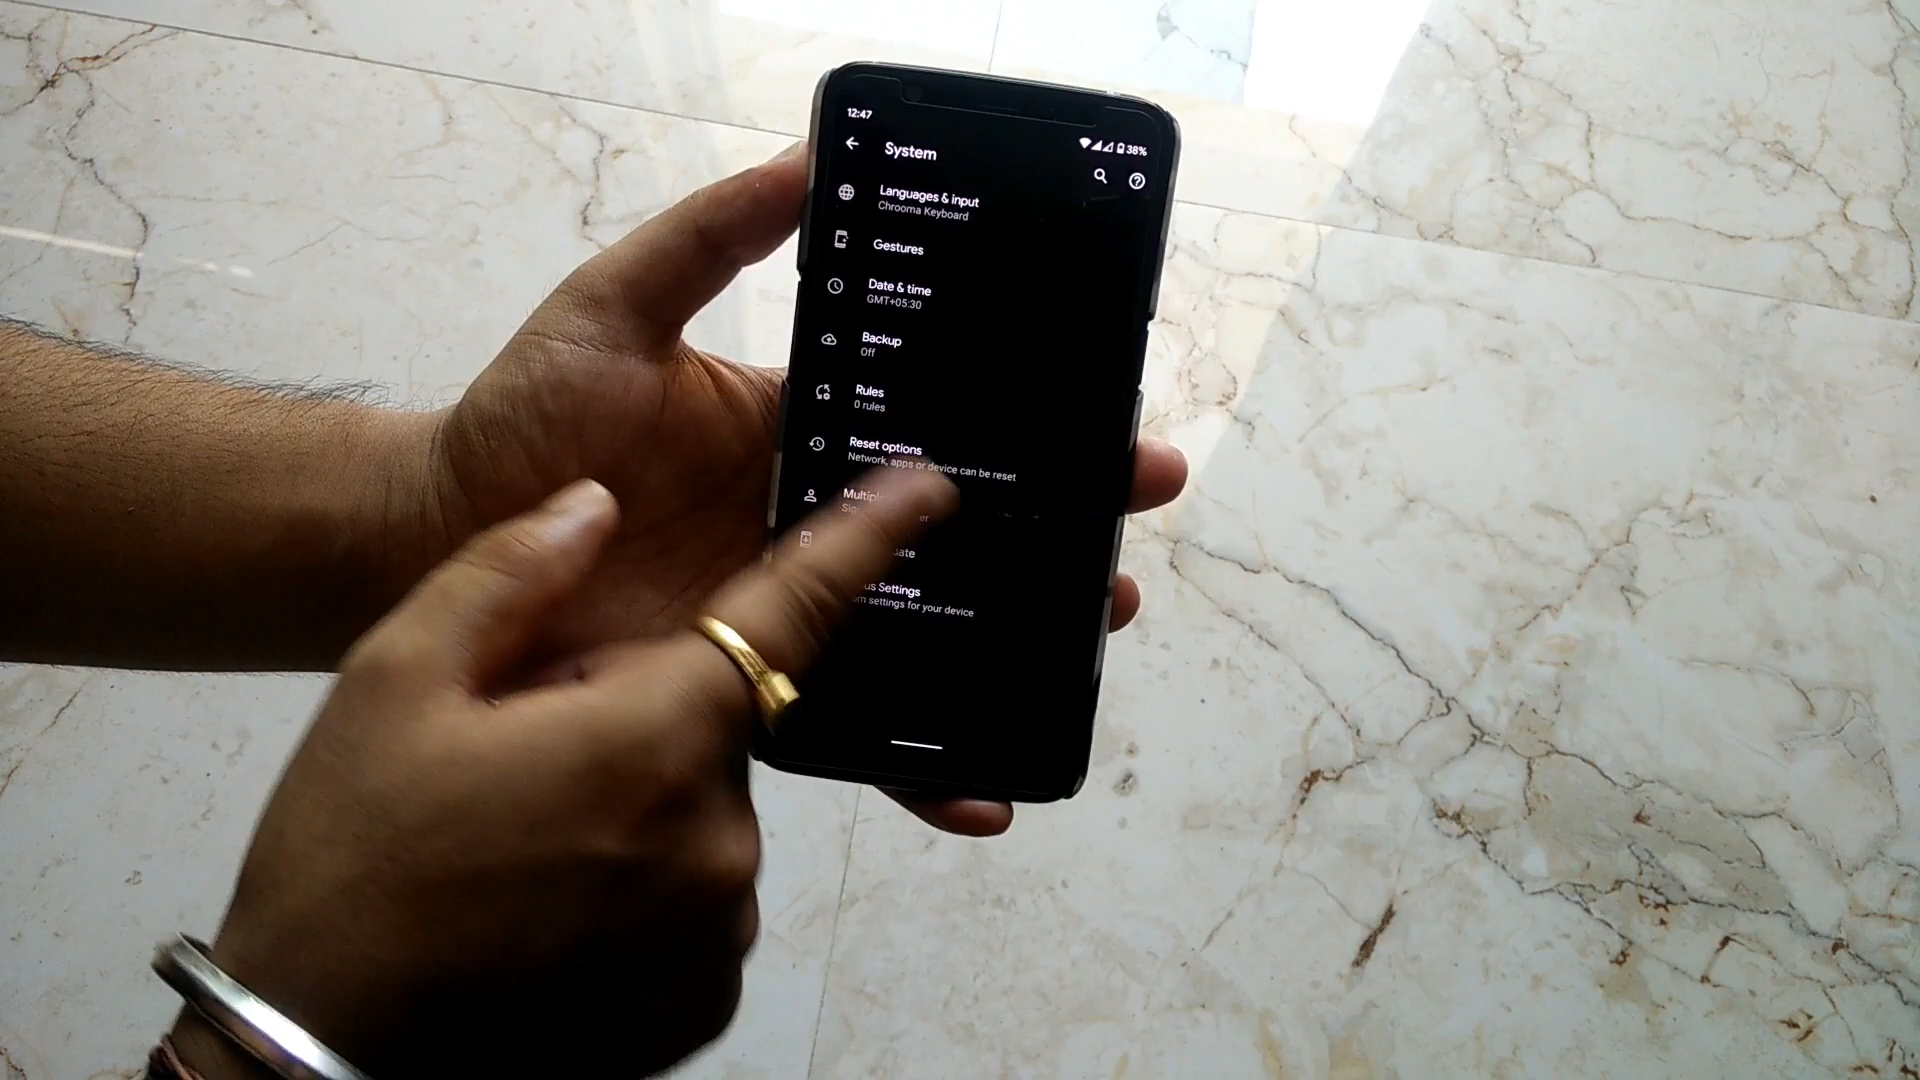 12:47
38%
System
Languages & input
Chrooma Keyboard
Gestures
Date & time
GMT+05:30
Backup
Off
Rules
0 rules
Reset options
Network, apps or device can be reset
Settings
settings for your device